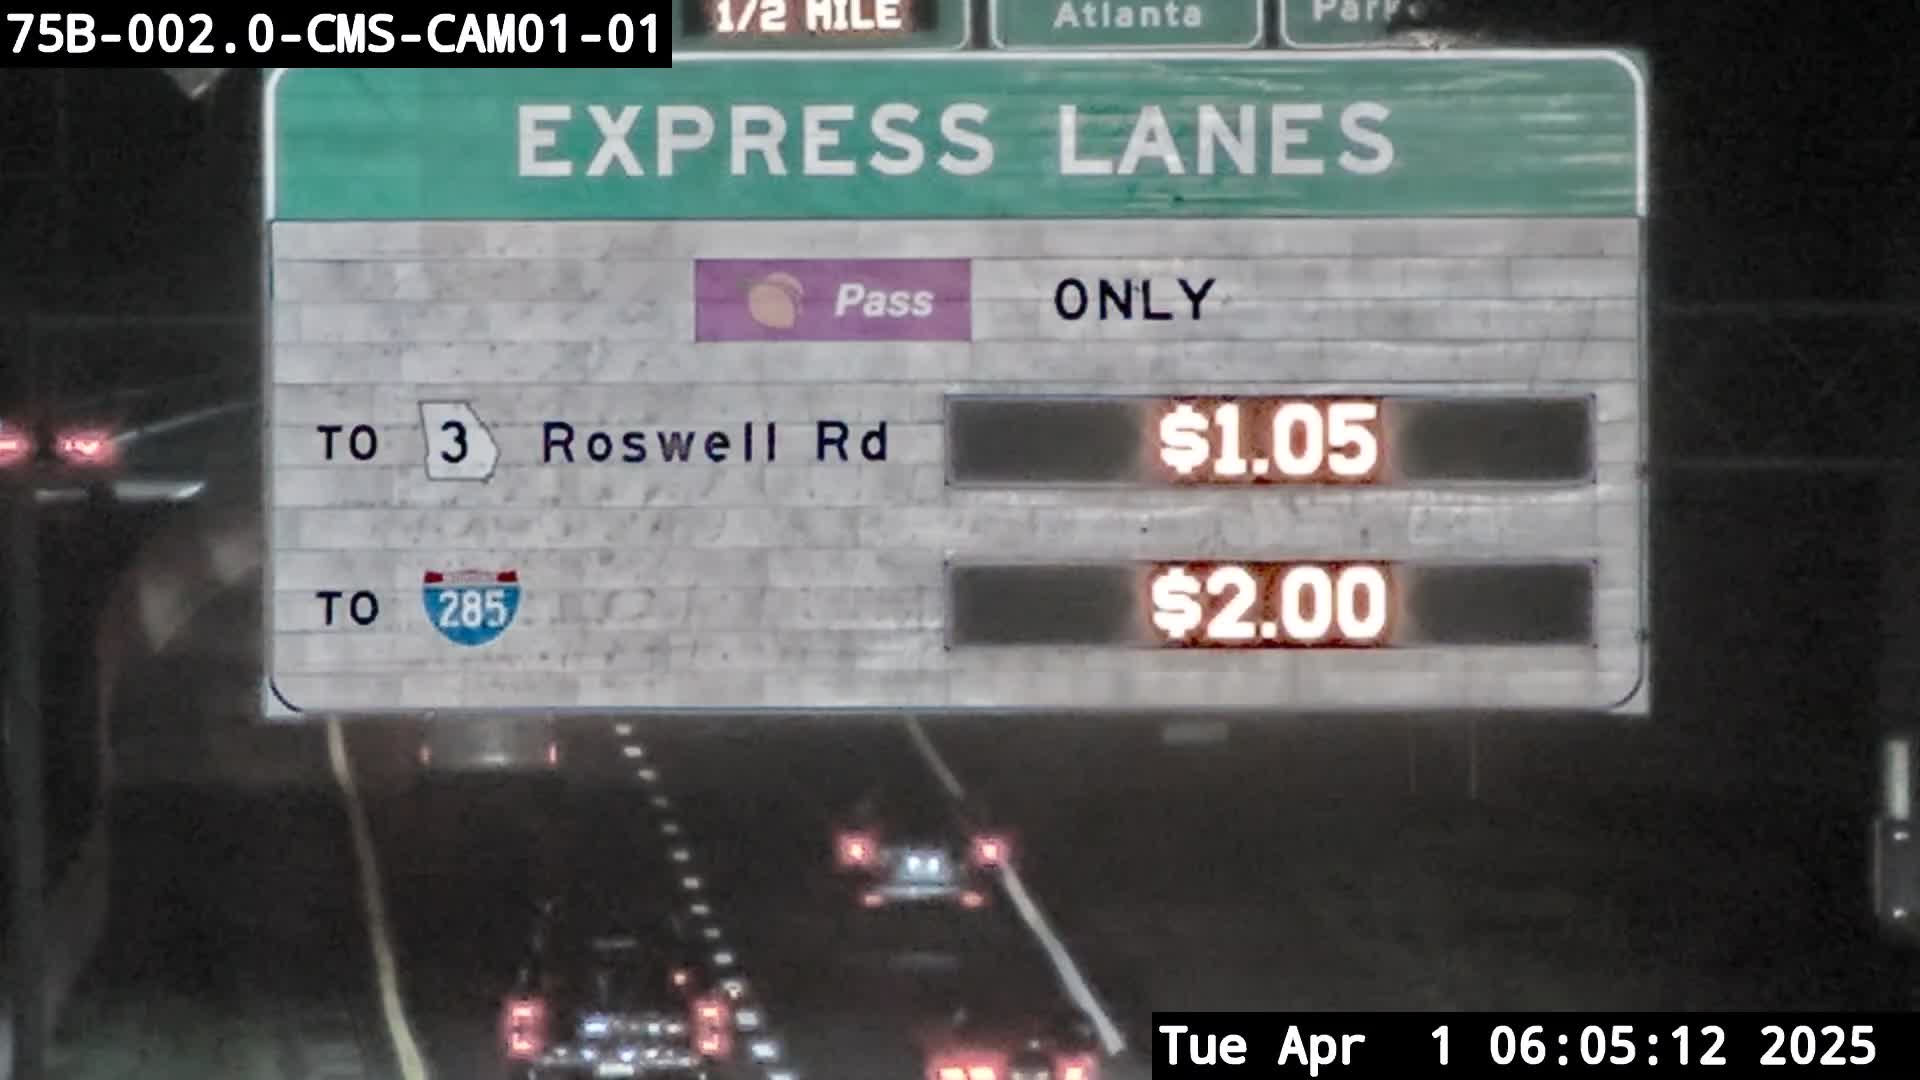 75B-002.0-CMS-CAM01-01
1/2 MILE
Atlanta
Park
EXPRESS LANES
Pass ONLY
TO 3 Roswell Rd $1.05
TO 285 $2.00
Tue Apr 1 06:05:12 2025